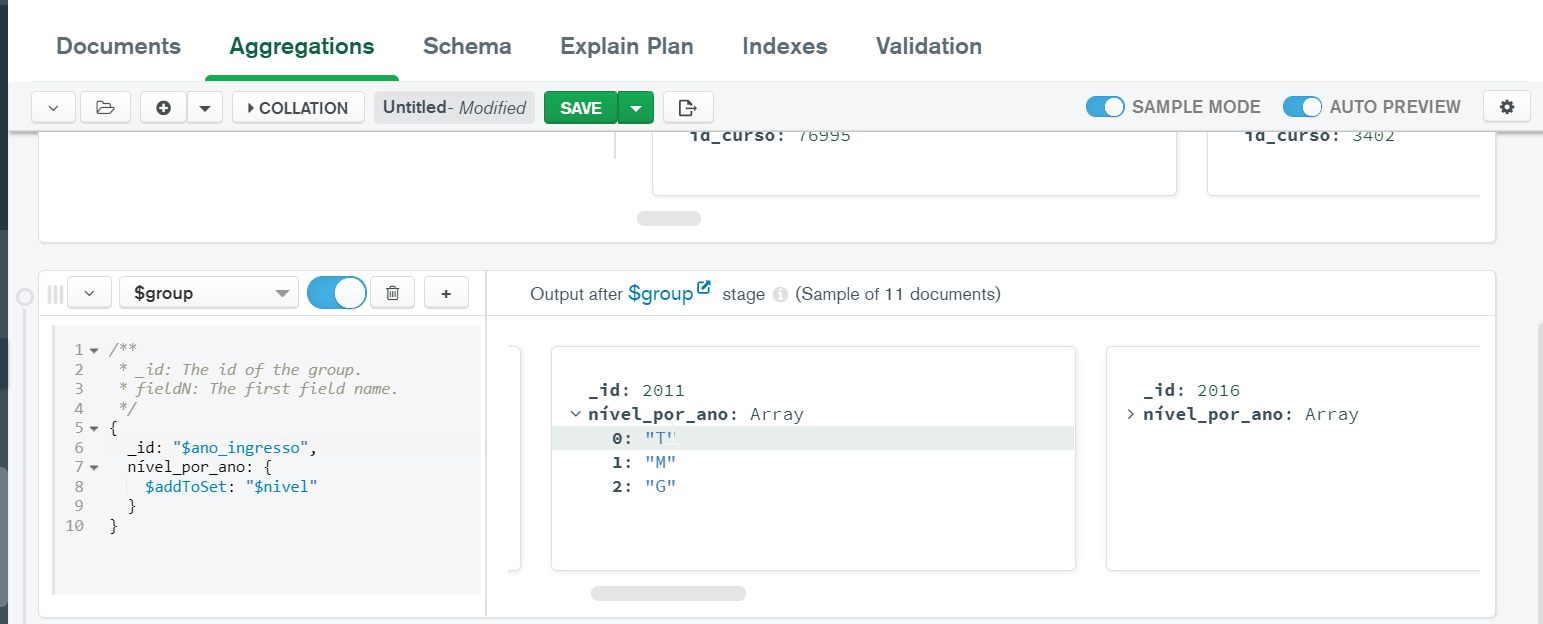 Documents Aggregations Schema Explain Plan Indexes Validation
COLLATION Untitled- Modified SAVE SAMPLE MODE AUTO PREVIEW
id_curso: 76995 id_curso: 3402
$group + Output after $group stage (Sample of 11 documents)
1 /**
2 * _id: The id of the group.
3 * fieldN: The first field name.
4 */
5 {
6 _id: "$ano_ingresso",
7 nível_por_ano: {
8 $addToSet: "$nivel"
9 }
10 }
_id: 2011
nível_por_ano: Array
0: "T"
1: "M"
2: "G"
_id: 2016
nível_por_ano: Array